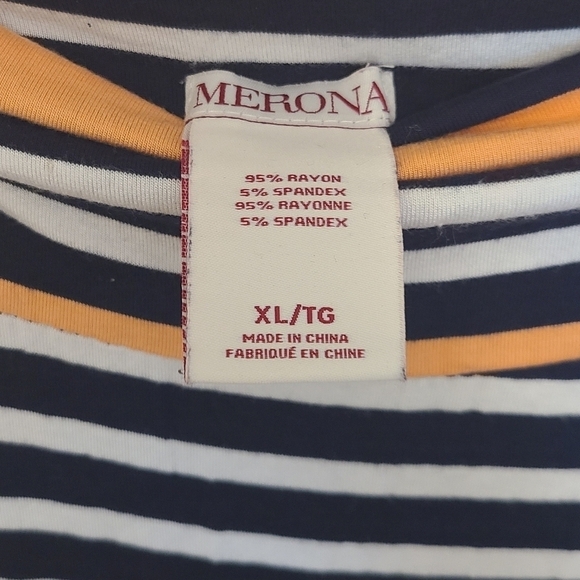 MERONA
95% RAYON
5% SPANDEX
95% RAYONNE
5% SPANDEX
XL/TG
MADE IN CHINA
FABRIQUÉ EN CHINE